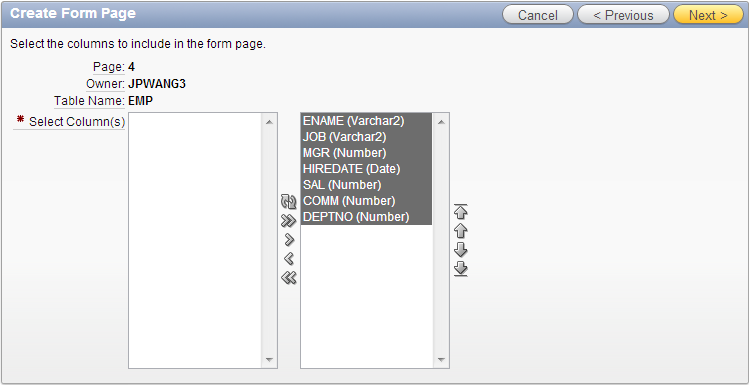 Create Form Page
Cancel
< Previous
Next >
Select the columns to include in the form page.
Page: 4
Owner: JPWANG3
Table Name: EMP
* Select Column(s)
ENAME (Varchar2)
JOB (Varchar2)
MGR (Number)
HIREDATE (Date)
SAL (Number)
COMM (Number)
DEPTNO (Number)